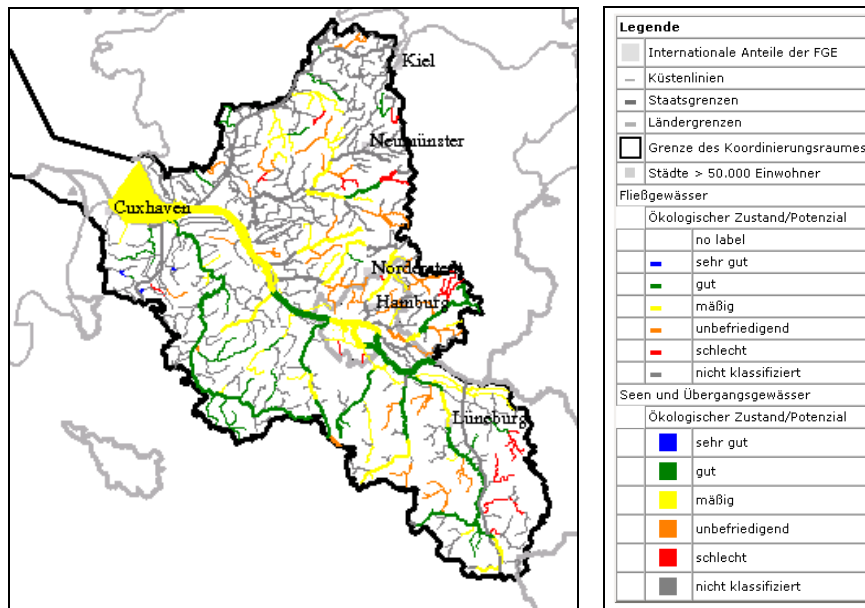 Kiel
Neumünster
Cuxhaven
Norderstedt
Hamburg
Lüneburg
Legende
Internationale Anteile der FGE
Küstenlinien
Staatsgrenzen
Ländergrenzen
Grenze des Koordinierungsraumes
Städte > 50.000 Einwohner
Fließgewässer
Ökologischer Zustand/Potenzial
no label
sehr gut
gut
mäßig
unbefriedigend
schlecht
nicht klassifiziert
Seen und Übergangsgewässer
Ökologischer Zustand/Potenzial
sehr gut
gut
mäßig
unbefriedigend
schlecht
nicht klassifiziert